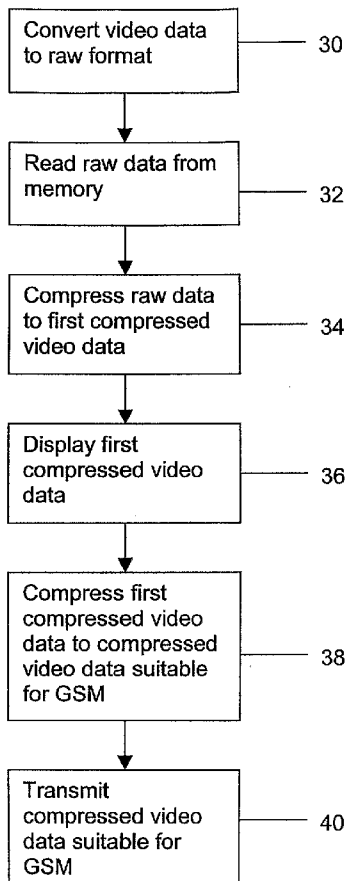 Convert video data
to raw format
30
Read raw data from
memory
32
Compress raw data
to first compressed
video data
34
Display first
compressed video
data
36
Compress first
compressed video
data to compressed
video data suitable
for GSM
38
Transmit
compressed video
data suitable for
GSM
40